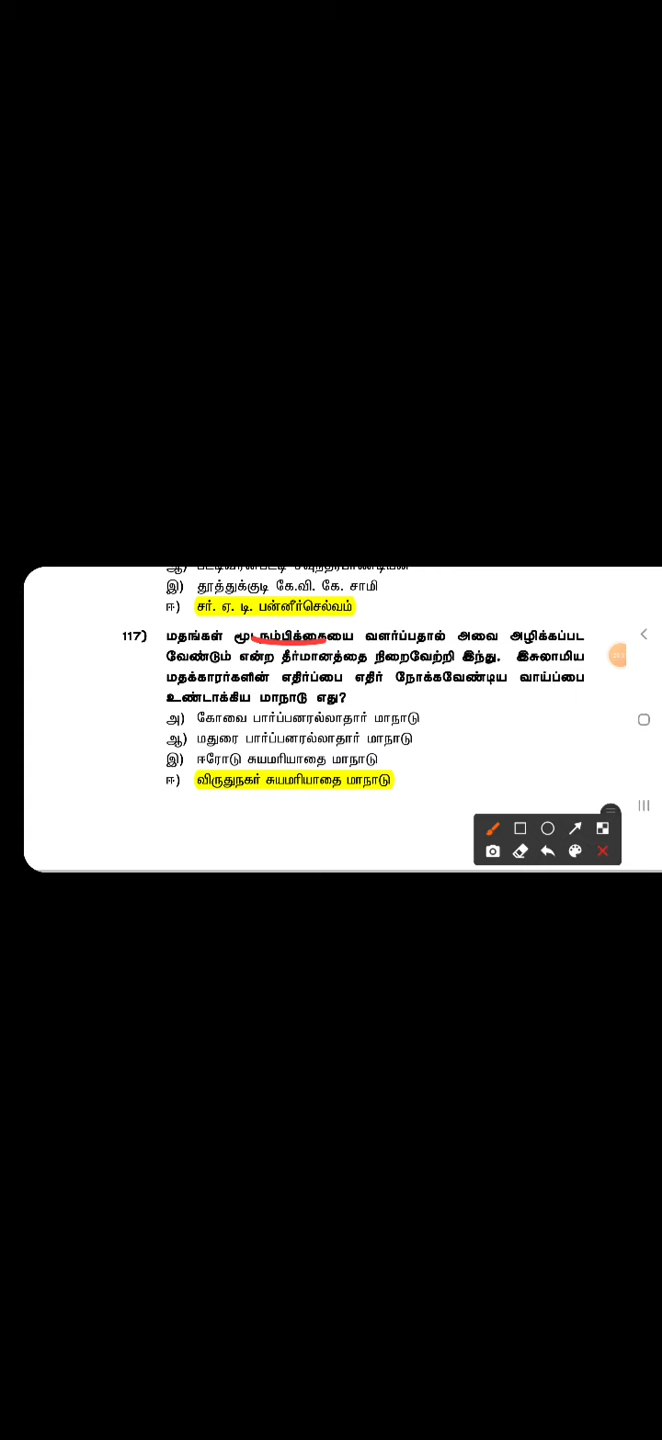 இ) தூத்துக்குடி கே.வி. கே. சாமி
ஈ) சர். ஏ. டி. பன்னீர்செல்வம்
117) மதங்கள் மூடநம்பிக்கையை வளர்ப்பதால் அவை அழிக்கப்பட
வேண்டும் என்ற தீர்மானத்தை நிறைவேற்றி இந்து. இசுலாமிய
மதக்காரர்களின் எதிர்ப்பை எதிர் நோக்கவேண்டிய வாய்ப்பை
உண்டாக்கிய மாநாடு எது?
அ) கோவை பார்ப்பனரல்லாதார் மாநாடு
ஆ) மதுரை பார்ப்பனரல்லாதார் மாநாடு
இ) ஈரோடு சுயமரியாதை மாநாடு
ஈ) விருதுநகர் சுயமரியாதை மாநாடு